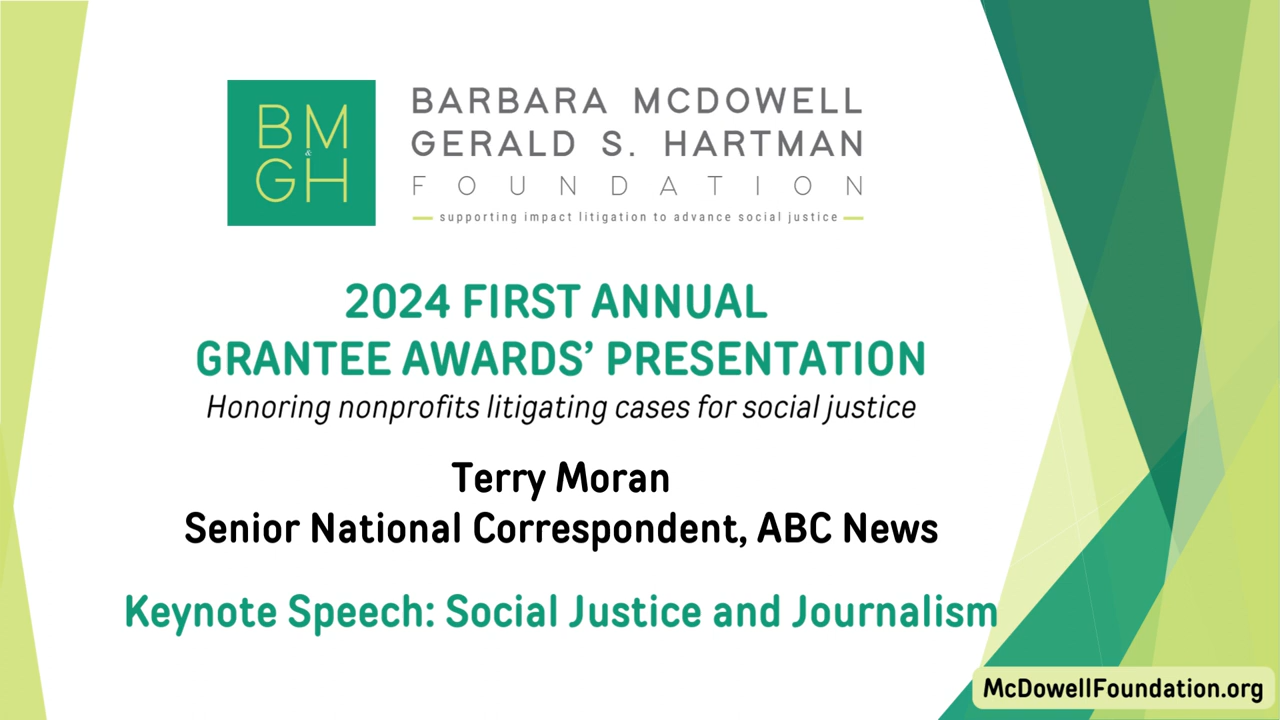 BM
&
GH
BARBARA MCDOWELL
GERALD S. HARTMAN
FOUNDATION
supporting impact litigation to advance social justice
2024 FIRST ANNUAL
GRANTEE AWARDS’ PRESENTATION
Honoring nonprofits litigating cases for social justice
Terry Moran
Senior National Correspondent, ABC News
Keynote Speech: Social Justice and Journalism
McDowellFoundation.org